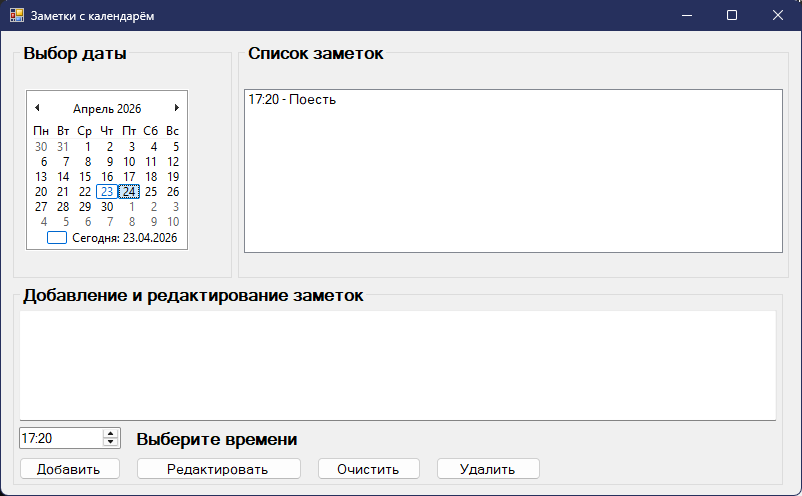 Заметки с календарём
Выбор даты
Апрель 2026
Пн Вт Ср Чт Пт Сб Вс
30 31 1 2 3 4 5
6 7 8 9 10 11 12
13 14 15 16 17 18 19
20 21 22 23 24 25 26
27 28 29 30 1 2 3
4 5 6 7 8 9 10
Сегодня: 23.04.2026
Список заметок
17:20 - Поесть
Добавление и редактирование заметок
17:20 Выберите времени
Добавить Редактировать Очистить Удалить